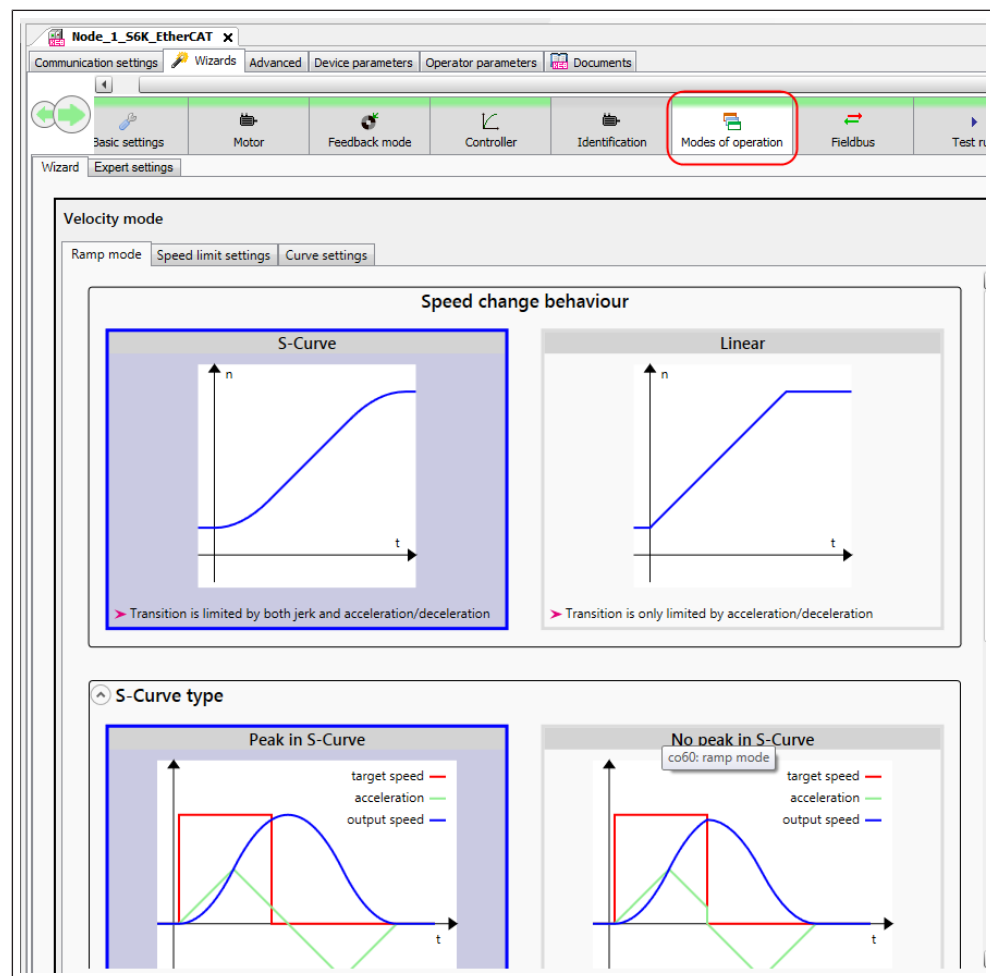 Node_1_S6K_EtherCAT x
Communication settings Wizards Advanced Device parameters Operator parameters Documents
Basic settings Motor Feedback mode Controller Identification Modes of operation Fieldbus Test ru
Wizard Expert settings
Velocity mode
Ramp mode Speed limit settings Curve settings
Speed change behaviour
S-Curve
n
t
Transition is limited by both jerk and acceleration/deceleration
Linear
n
t
Transition is only limited by acceleration/deceleration
S-Curve type
Peak in S-Curve
target speed
acceleration
output speed
t
No peak in S-Curve
co60: ramp mode
target speed
acceleration
output speed
t